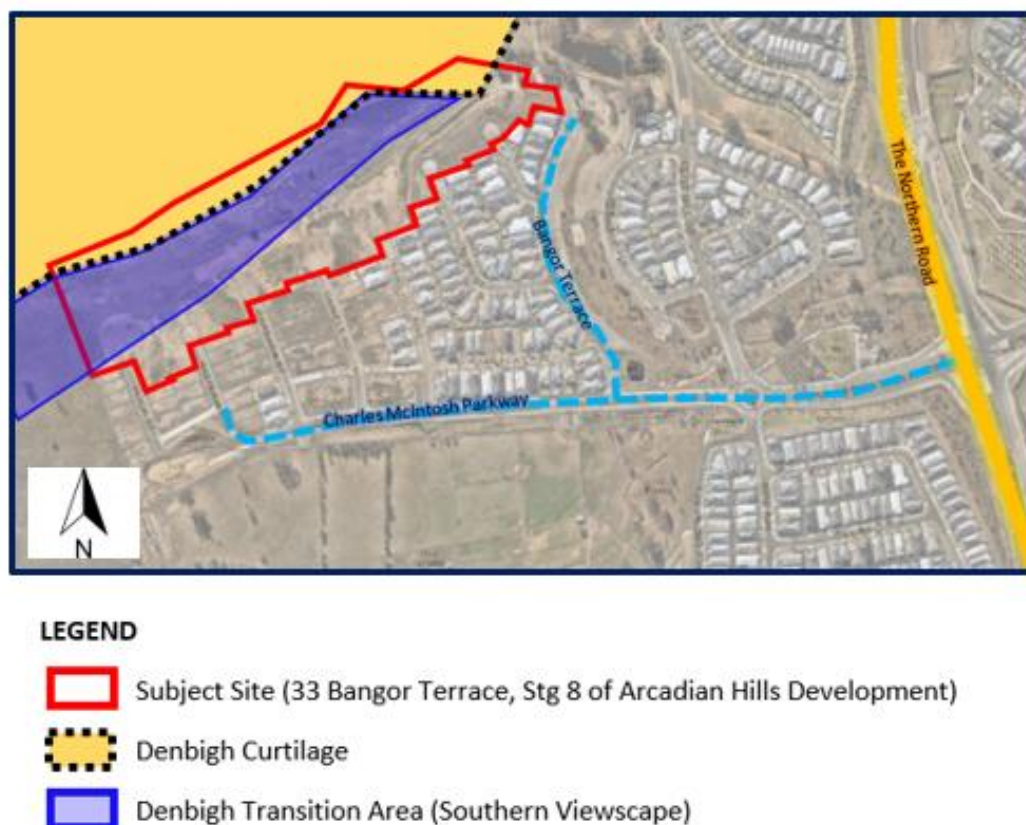 The Northern Road
Bangor Terrace
Charles McIntosh Parkway
N
LEGEND
Subject Site (33 Bangor Terrace, Stg 8 of Arcadian Hills Development)
Denbigh Curtilage
Denbigh Transition Area (Southern Viewscape)